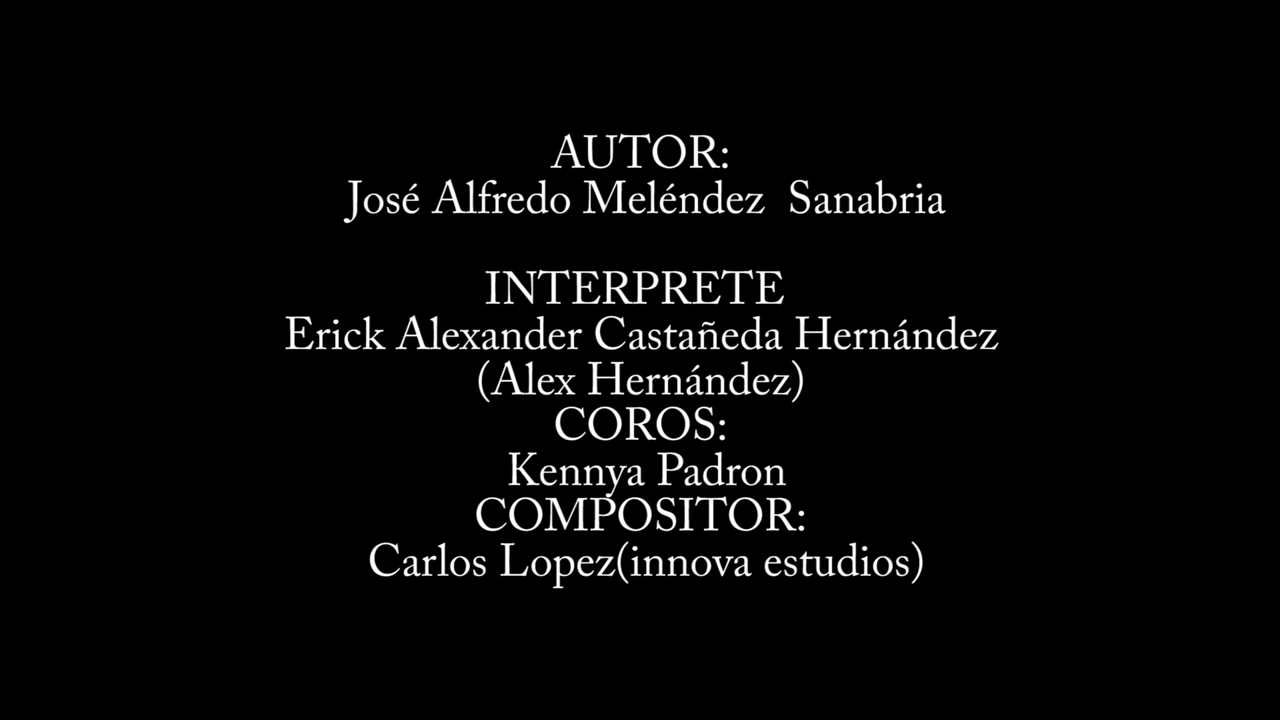 AUTOR:
José Alfredo Meléndez  Sanabria
INTERPRETE
Erick Alexander Castañeda Hernández
(Alex Hernández)
COROS:
Kennya Padron
COMPOSITOR:
Carlos Lopez(innova estudios)